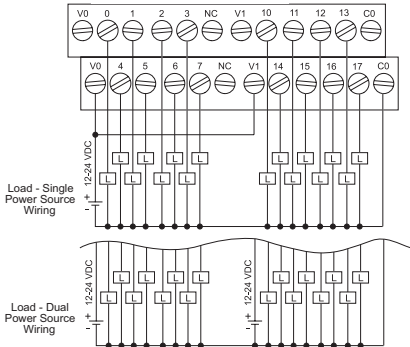 V0 0 1 2 3 NC V1 10 11 12 13 C0
V0 4 5 6 7 NC V1 14 15 16 17 C0
12-24 VDC
L L L L L L L L
L L L L L L L L
Load - Single
Power Source
Wiring
+
-
12-24 VDC
12-24 VDC
L L L L L L L L
L L L L L L L L
Load - Dual
Power Source
Wiring
+
-
+
-